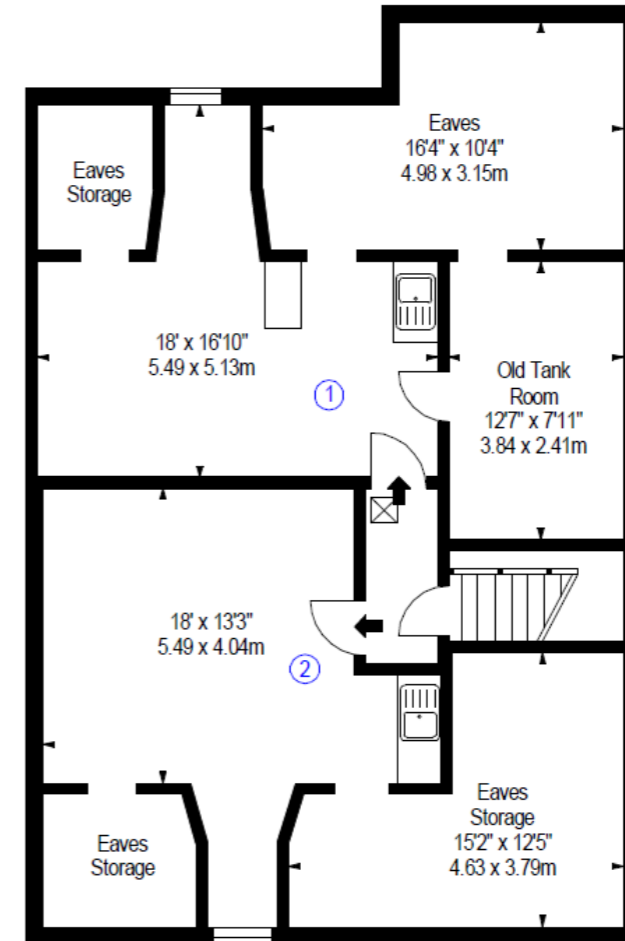 Eaves
16'4" x 10'4"
4.98 x 3.15m
Eaves
Storage
18' x 16'10"
5.49 x 5.13m
1
Old Tank
Room
12'7" x 7'11"
3.84 x 2.41m
18' x 13'3"
5.49 x 4.04m
2
Eaves
Storage
15'2" x 12'5"
4.63 x 3.79m
Eaves
Storage